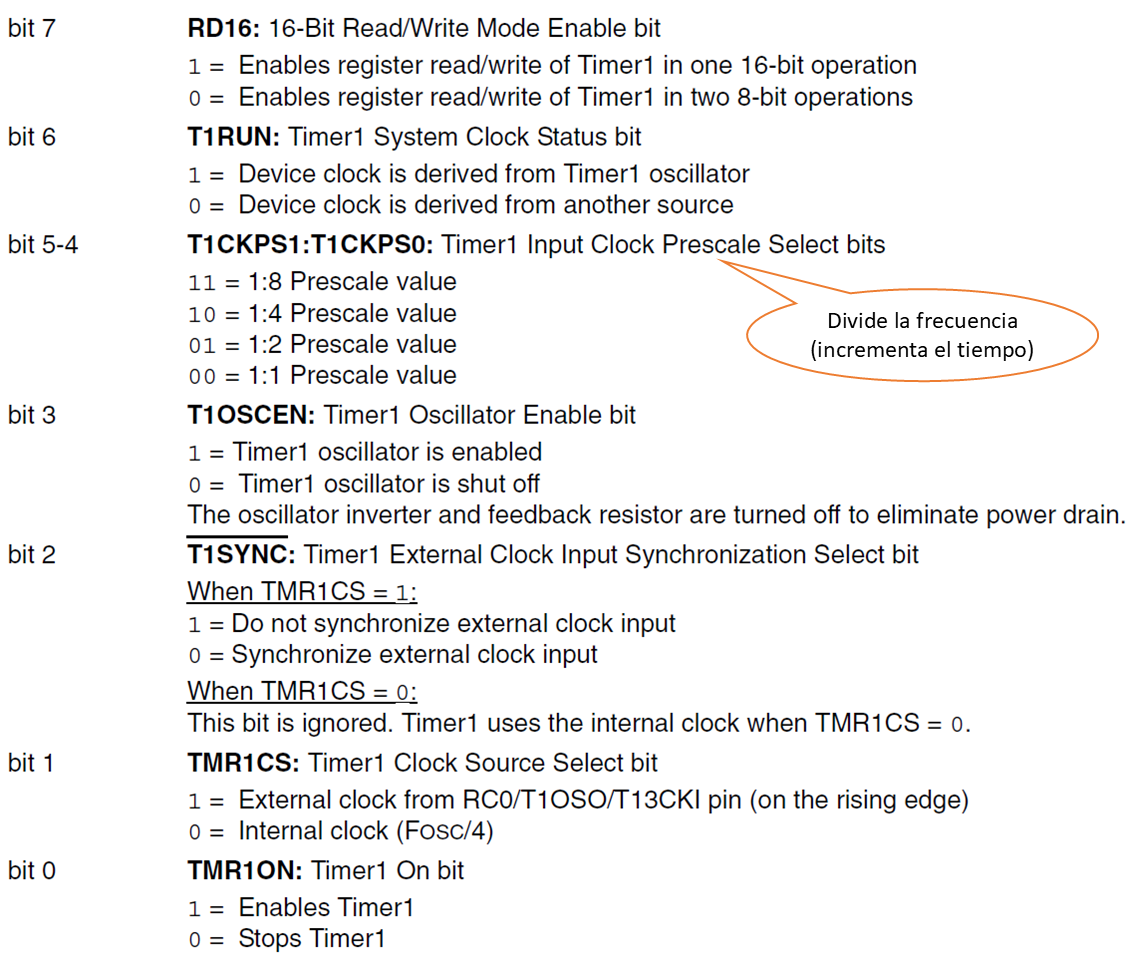 bit 7 RD16: 16-Bit Read/Write Mode Enable bit
1 = Enables register read/write of Timer1 in one 16-bit operation
0 = Enables register read/write of Timer1 in two 8-bit operations
bit 6 T1RUN: Timer1 System Clock Status bit
1 = Device clock is derived from Timer1 oscillator
0 = Device clock is derived from another source
bit 5-4 T1CKPS1:T1CKPS0: Timer1 Input Clock Prescale Select bits
11 = 1:8 Prescale value
10 = 1:4 Prescale value
01 = 1:2 Prescale value
00 = 1:1 Prescale value
Divide la frecuencia
(incrementa el tiempo)
bit 3 T1OSCEN: Timer1 Oscillator Enable bit
1 = Timer1 oscillator is enabled
0 = Timer1 oscillator is shut off
The oscillator inverter and feedback resistor are turned off to eliminate power drain.
bit 2 T1SYNC: Timer1 External Clock Input Synchronization Select bit
When TMR1CS = 1:
1 = Do not synchronize external clock input
0 = Synchronize external clock input
When TMR1CS = 0:
This bit is ignored. Timer1 uses the internal clock when TMR1CS = 0.
bit 1 TMR1CS: Timer1 Clock Source Select bit
1 = External clock from RC0/T1OSO/T13CKI pin (on the rising edge)
0 = Internal clock (FOSC/4)
bit 0 TMR1ON: Timer1 On bit
1 = Enables Timer1
0 = Stops Timer1